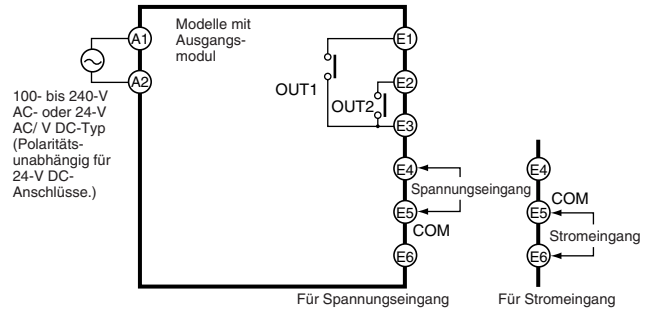 A1
A2
Modelle mit
Ausgangs-
modul
100- bis 240-V
AC- oder 24-V
AC/ V DC-Typ
(Polaritäts-
unabhängig für
24-V DC-
Anschlüsse.)
OUT1
OUT2
E1
E2
E3
E4
Spannungseingang
E5
COM
E6
Für Spannungseingang
E4
COM
E5
Stromeingang
E6
Für Stromeingang